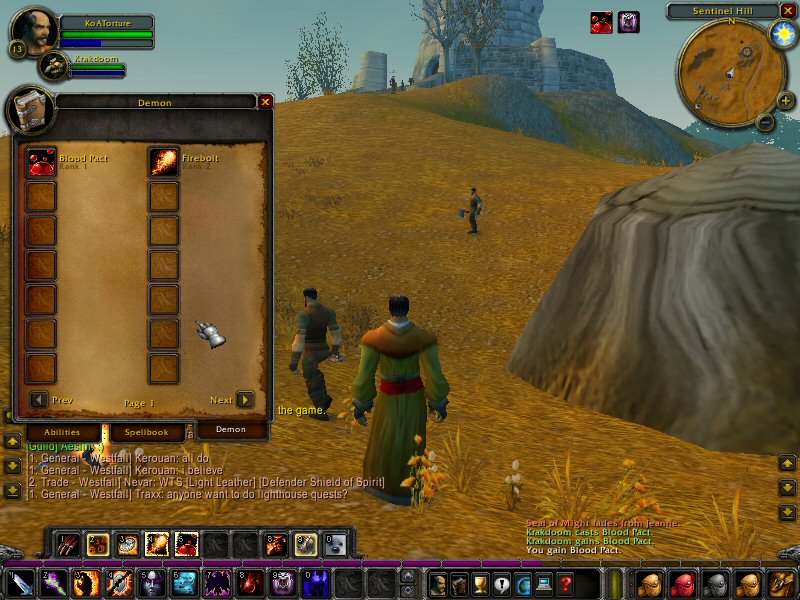 KoATorture
Sentinel Hill
N
13
Krakdoom
Demon
Blood Pact
Rank 1
Firebolt
Rank 2
Prev
Page 1
Next
the game.
Abilities
Spellbook
Demon
[Guild] Aesin
[1. General - Westfall] Kerouan: all do
[1. General - Westfall] Kerouan: i believe
[2. Trade - Westfall] Nevar: WTS [Light Leather] [Defender Shield of Spirit]
[1. General - Westfall] Traxx: anyone want to do lighthouse quests?
Seal of Might fades from Jeanne.
Krakdoom casts Blood Pact.
Krakdoom gains Blood Pact.
You gain Blood Pact.